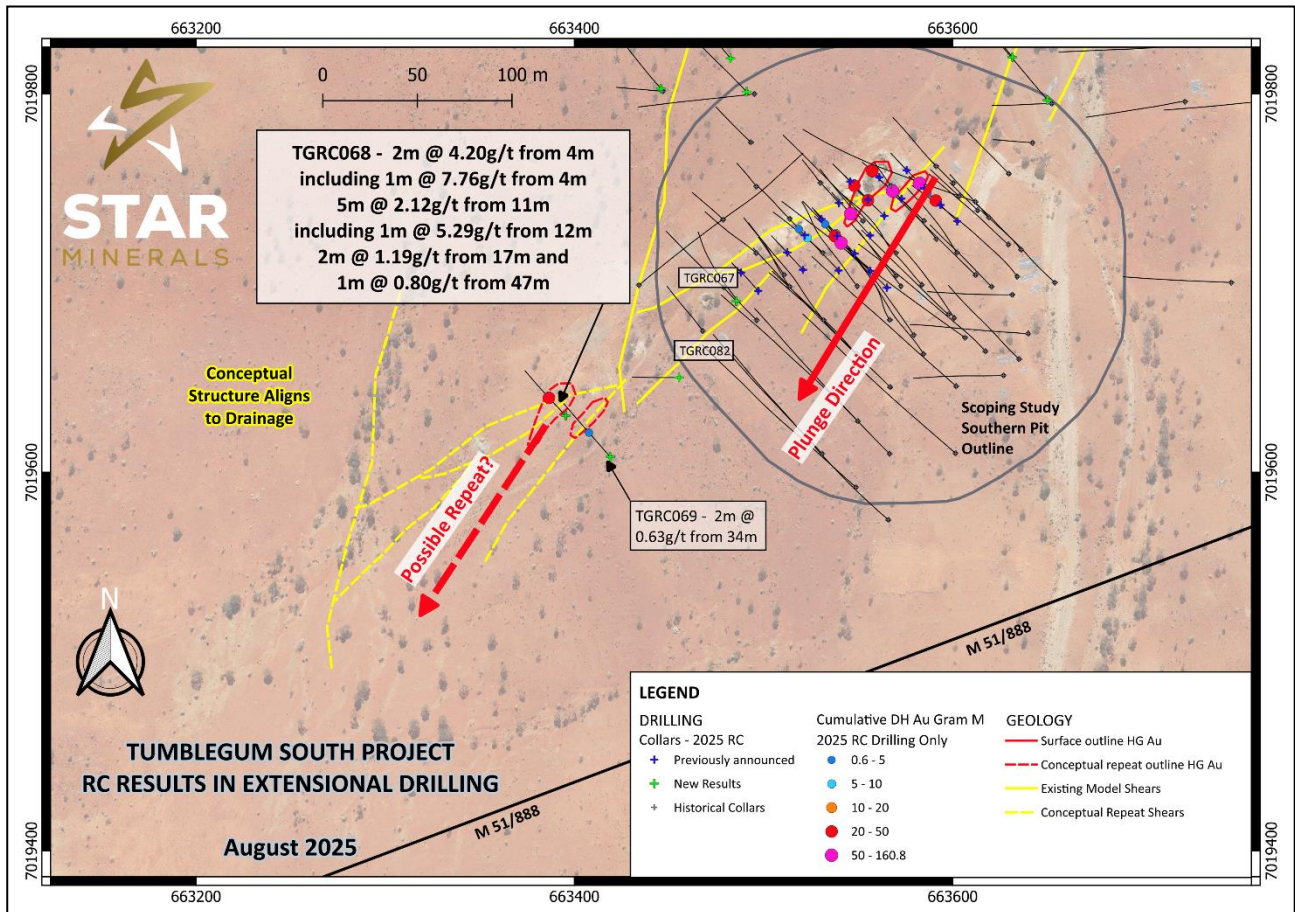 663200
663400
663600
7019800
7019800
7019600
7019600
7019400
7019400
STAR
MINERALS
0 50 100 m
TGRC068 - 2m @ 4.20g/t from 4m
including 1m @ 7.76g/t from 4m
5m @ 2.12g/t from 11m
including 1m @ 5.29g/t from 12m
2m @ 1.19g/t from 17m and
1m @ 0.80g/t from 47m
TGRC067
TGRC082
Conceptual
Structure Aligns
to Drainage
Plunge Direction
Scoping Study
Southern Pit
Outline
Possible Repeat?
TGRC069 - 2m @
0.63g/t from 34m
N
M 51/888
M 51/888
TUMBLEGUM SOUTH PROJECT
RC RESULTS IN EXTENSIONAL DRILLING
August 2025
LEGEND
DRILLING
Collars - 2025 RC
Previously announced
New Results
Historical Collars
Cumulative DH Au Gram M
2025 RC Drilling Only
0.6 - 5
5 - 10
10 - 20
20 - 50
50 - 160.8
GEOLOGY
Surface outline HG Au
Conceptual repeat outline HG Au
Existing Model Shears
Conceptual Repeat Shears
663200
663400
663600